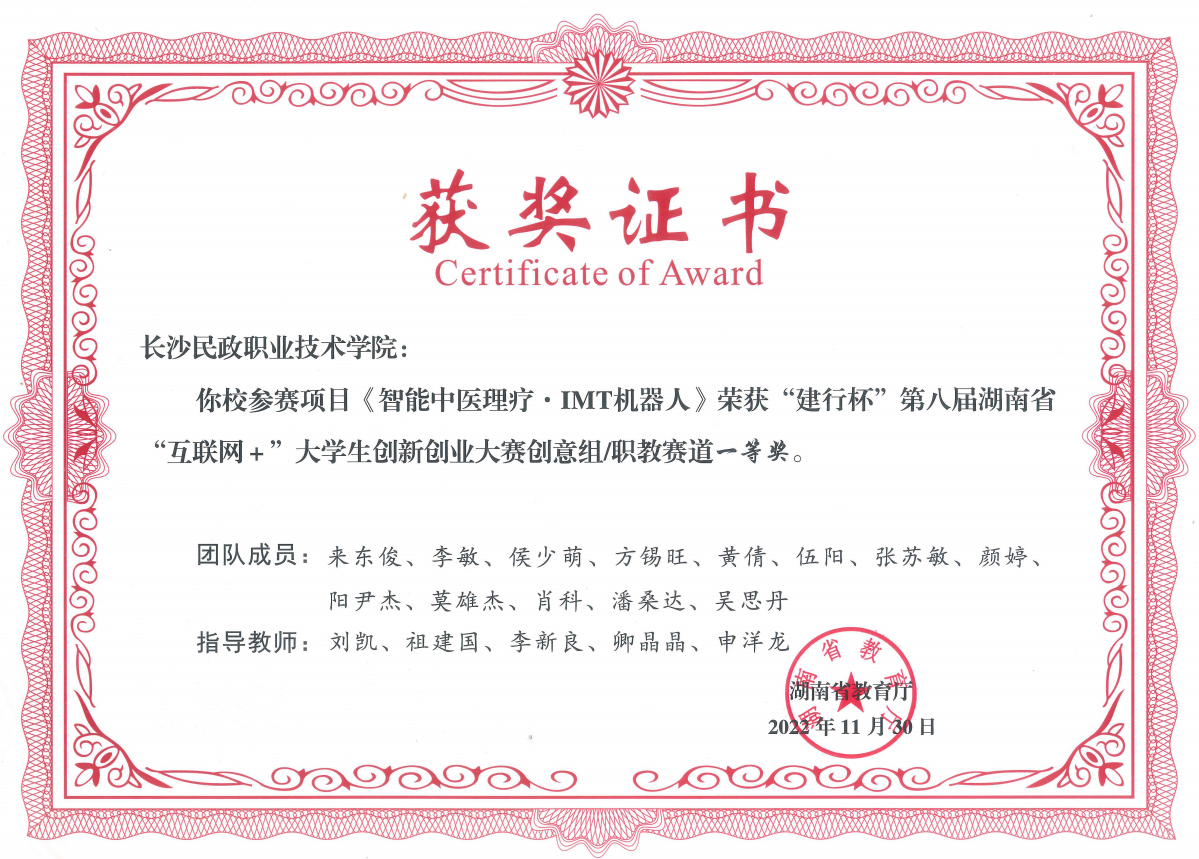 获奖证书
Certificate of Award
长沙民政职业技术学院：
你校参赛项目《智能中医理疗·IMT机器人》荣获“建行杯”第八届湖南省
“互联网+”大学生创新创业大赛创意组/职教赛道一等奖。
团队成员：来东俊、李敏、侯少萌、方锡旺、黄倩、伍阳、张苏敏、颜婷、
阳尹杰、莫雄杰、肖科、潘桑达、吴思丹
指导教师：刘凯、祖建国、李新良、卿晶晶、申洋龙
湖南省教育厅
湖南省教育厅
2022年11月30日